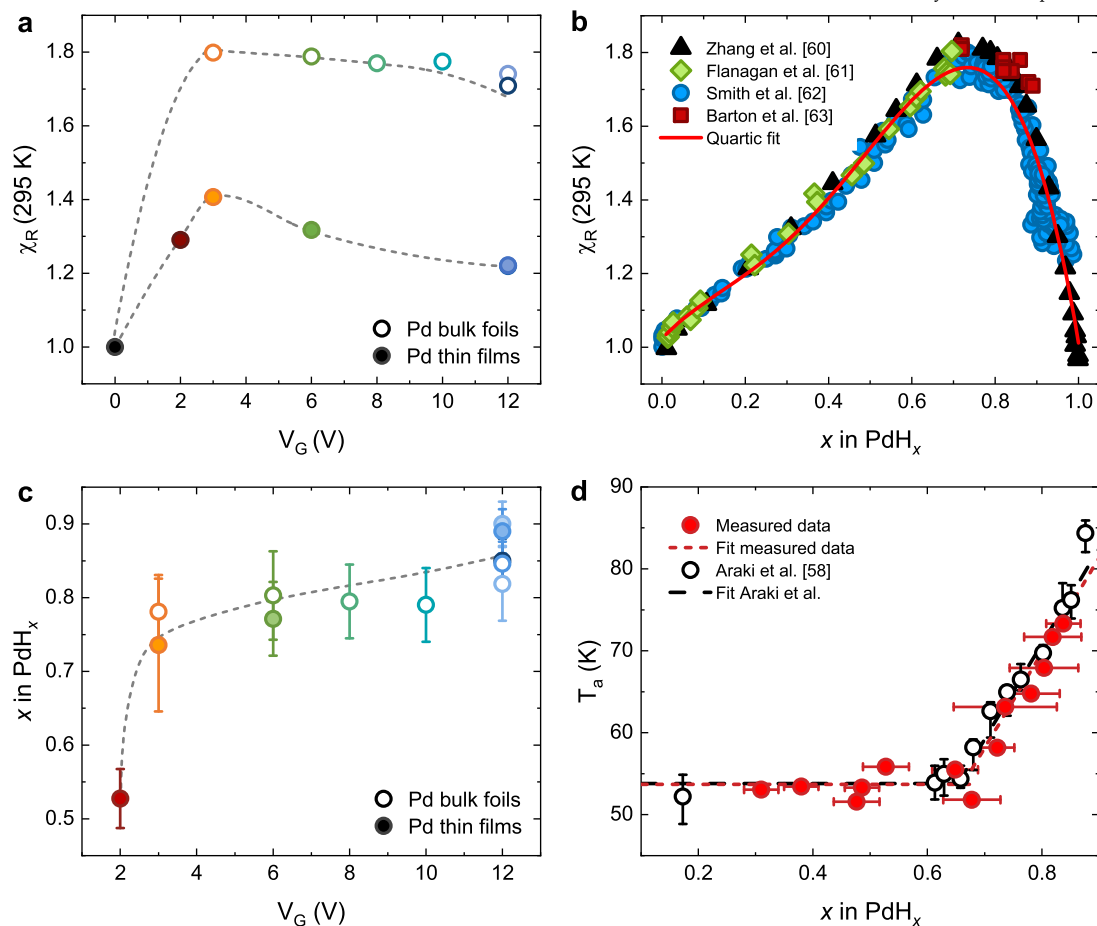 a
χR (295 K)
1.8
1.6
1.4
1.2
1.0
0
2
4
6
8
10
12
VG (V)
Pd bulk foils
Pd thin films
b
χR (295 K)
1.8
1.6
1.4
1.2
1.0
0.0
0.2
0.4
0.6
0.8
1.0
x in PdHx
Zhang et al. [60]
Flanagan et al. [61]
Smith et al. [62]
Barton et al. [63]
Quartic fit
c
x in PdHx
0.9
0.8
0.7
0.6
0.5
2
4
6
8
10
12
VG (V)
Pd bulk foils
Pd thin films
d
Ta (K)
90
80
70
60
50
0.2
0.4
0.6
0.8
x in PdHx
Measured data
Fit measured data
Araki et al. [58]
Fit Araki et al.